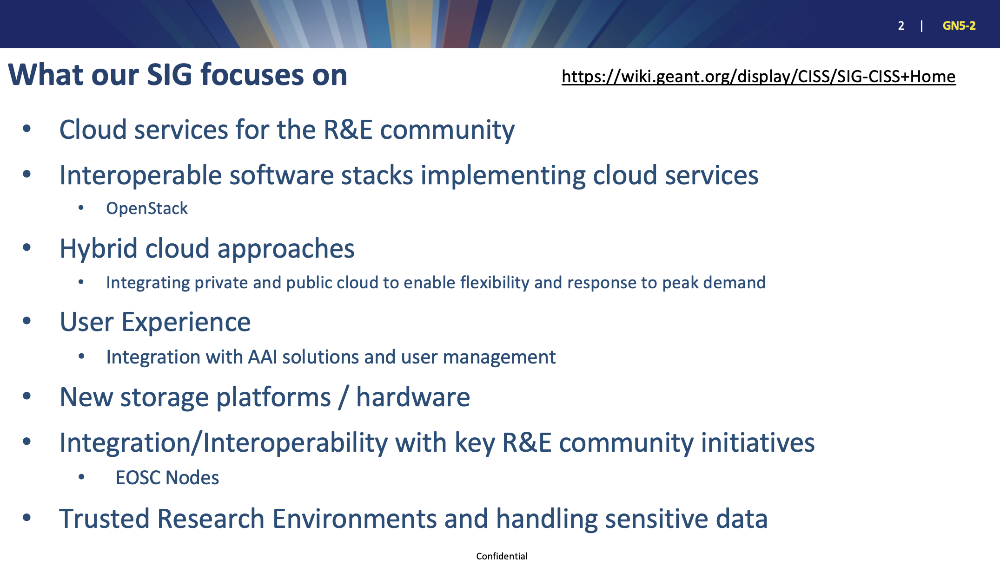 2 | GN5-2
What our SIG focuses on
https://wiki.geant.org/display/CISS/SIG-CISS+Home
• Cloud services for the R&E community
• Interoperable software stacks implementing cloud services
• OpenStack
• Hybrid cloud approaches
• Integrating private and public cloud to enable flexibility and response to peak demand
• User Experience
• Integration with AAI solutions and user management
• New storage platforms / hardware
• Integration/Interoperability with key R&E community initiatives
• EOSC Nodes
• Trusted Research Environments and handling sensitive data
Confidential